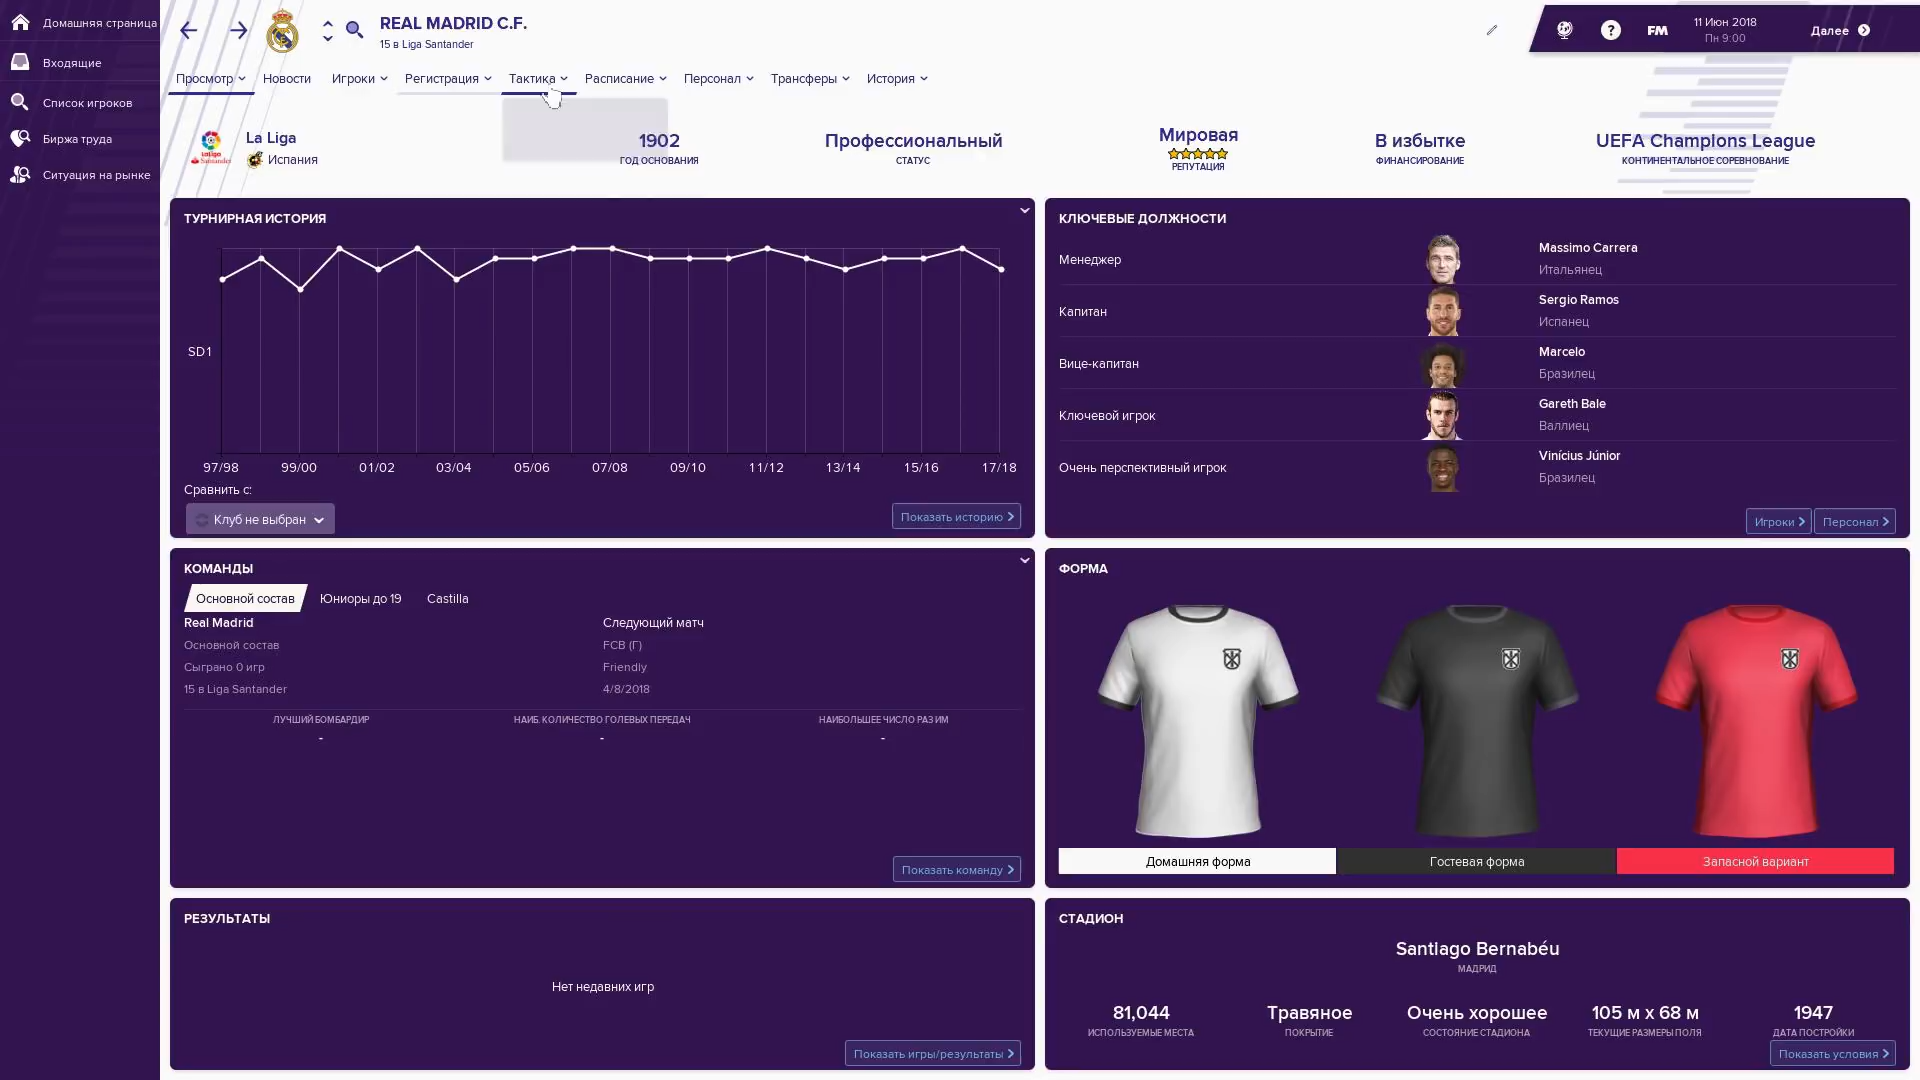 Домашняя страница
Входящие
Список игроков
Биржа труда
Ситуация на рынке
REAL MADRID C.F.
15 в Liga Santander
FM
11 Июн 2018
Пн 9:00
Далее
Просмотр
Новости
Игроки
Регистрация
Тактика
Расписание
Персонал
Трансферы
История
La Liga
Испания
1902
ГОД ОСНОВАНИЯ
Профессиональный
СТАТУС
Мировая
РЕПУТАЦИЯ
В избытке
ФИНАНСИРОВАНИЕ
UEFA Champions League
КОНТИНЕНТАЛЬНОЕ СОРЕВНОВАНИЕ
ТУРНИРНАЯ ИСТОРИЯ
SD1
97/98 99/00 01/02 03/04 05/06 07/08 09/10 11/12 13/14 15/16 17/18
Сравнить с:
Клуб не выбран
Показать историю
КЛЮЧЕВЫЕ ДОЛЖНОСТИ
Менеджер
Massimo Carrera
Итальянец
Капитан
Sergio Ramos
Испанец
Вице-капитан
Marcelo
Бразилец
Ключевой игрок
Gareth Bale
Валлиец
Очень перспективный игрок
Vinícius Júnior
Бразилец
Игроки
Персонал
КОМАНДЫ
Основной состав
Юниоры до 19
Castilla
Real Madrid
Основной состав
Сыграно 0 игр
15 в Liga Santander
Следующий матч
FCB (Г)
Friendly
4/8/2018
ЛУЧШИЙ БОМБАРДИР
-
НАИБ. КОЛИЧЕСТВО ГОЛЕВЫХ ПЕРЕДАЧ
-
НАИБОЛЬШЕЕ ЧИСЛО РАЗ ИМ
-
Показать команду
ФОРМА
Домашняя форма
Гостевая форма
Запасной вариант
РЕЗУЛЬТАТЫ
Нет недавних игр
Показать игры/результаты
СТАДИОН
Santiago Bernabéu
МАДРИД
81,044
ИСПОЛЬЗУЕМЫЕ МЕСТА
Травяное
ПОКРЫТИЕ
Очень хорошее
СОСТОЯНИЕ СТАДИОНА
105 м x 68 м
ТЕКУЩИЕ РАЗМЕРЫ ПОЛЯ
1947
ДАТА ПОСТРОЙКИ
Показать условия